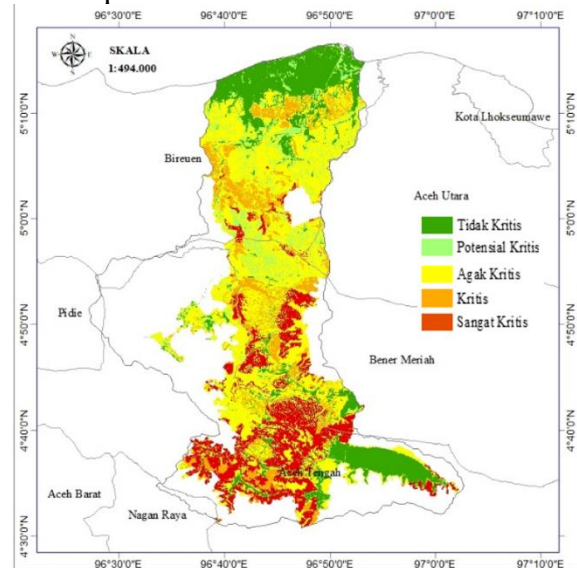 96°30'0"E 96°40'0"E 96°50'0"E 97°0'0"E 97°10'0"E
N
W E
S
SKALA
1:494.000
5°10'0"N
5°10'0"N
Kota Lhokseumawe
Bireuen
5°0'0"N
5°0'0"N
Aceh Utara
Tidak Kritis
Potensial Kritis
Agak Kritis
Kritis
Sangat Kritis
4°50'0"N
4°50'0"N
Pidie
Bener Meriah
4°40'0"N
4°40'0"N
Aceh Tengah
Aceh Barat
Nagan Raya
4°30'0"N
4°30'0"N
96°30'0"E 96°40'0"E 96°50'0"E 97°0'0"E 97°10'0"E